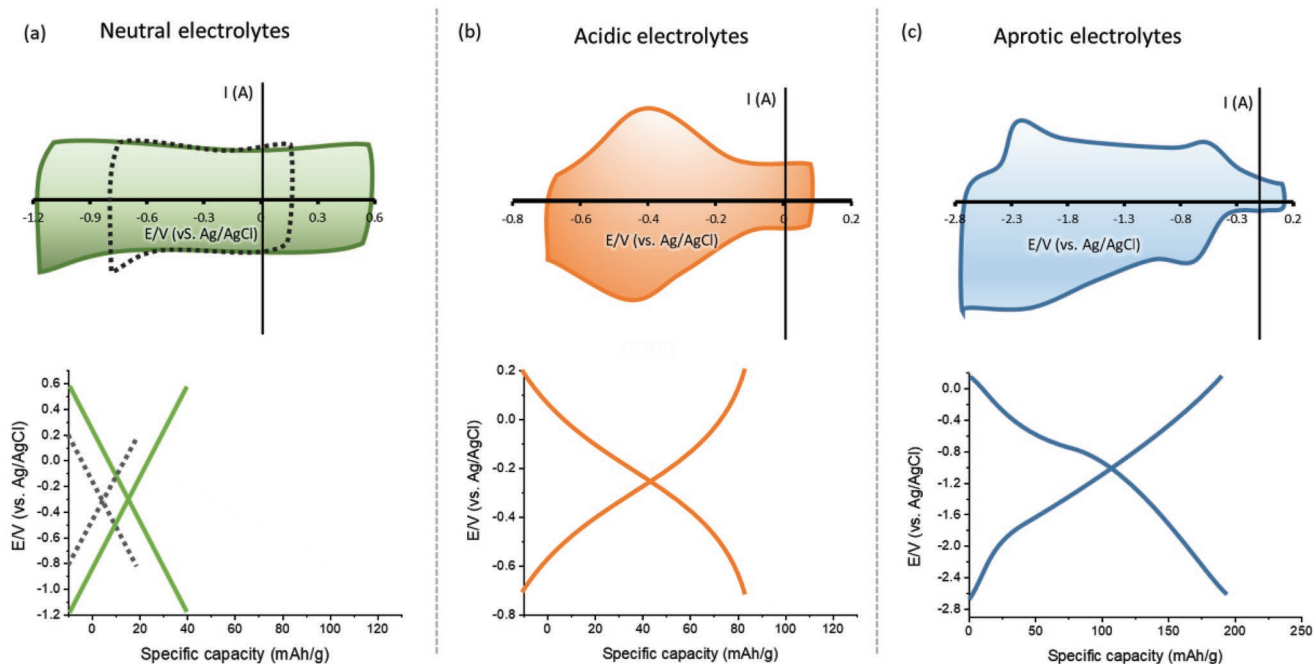 (a) Neutral electrolytes
I (A)
-1.2 -0.9 -0.6 -0.3 0 0.3 0.6
E/V (vS. Ag/AgCl)
0.6
0.4
0.2
0.0
-0.2
-0.4
-0.6
-0.8
-1.0
-1.2
E/V (vs. Ag/AgCl)
0 20 40 60 80 100 120
Specific capacity (mAh/g)
(b) Acidic electrolytes
I (A)
-0.8 -0.6 -0.4 -0.2 0 0.2
E/V (vs. Ag/AgCl)
0.2
0.0
-0.2
-0.4
-0.6
-0.8
E/V (vs. Ag/AgCl)
0 20 40 60 80 100 120
Specific capacity (mAh/g)
(c) Aprotic electrolytes
I (A)
-2.8 -2.3 -1.8 -1.3 -0.8 -0.3 0.2
E/V (vs. Ag/AgCl)
0.0
-0.4
-0.8
-1.2
-1.6
-2.0
-2.4
-2.8
E/V (vs. Ag/AgCl)
0 50 100 150 200 250
Specific capacity (mAh/g)